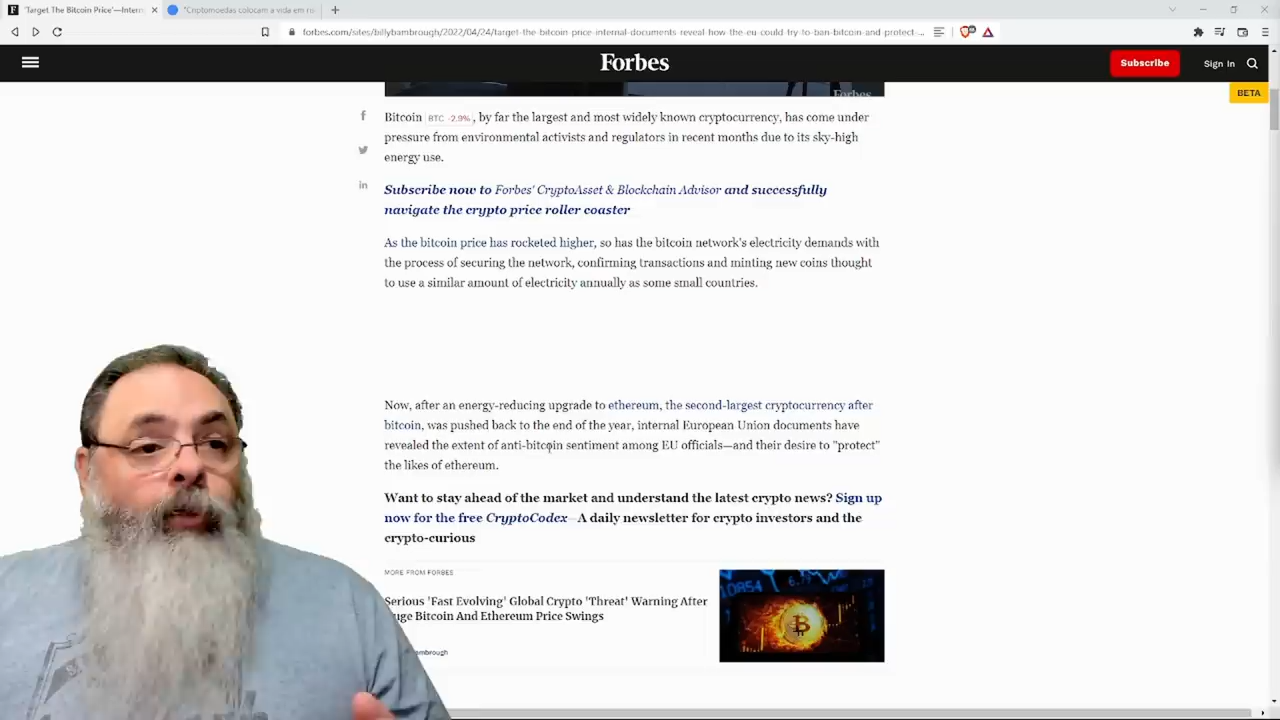 'Target The Bitcoin Price'—Intern
"Criptomoedas colocam a vida em ro
forbes.com/sites/billybambrough/2022/04/24/target-the-bitcoin-price-internal-documents-reveal-how-the-eu-could-try-to-ban-bitcoin-and-protect-...
Forbes
Subscribe
Sign In
BETA
Forbes
Bitcoin BTC -2.9% , by far the largest and most widely known cryptocurrency, has come under
pressure from environmental activists and regulators in recent months due to its sky-high
energy use.
Subscribe now to Forbes' CryptoAsset & Blockchain Advisor and successfully
navigate the crypto price roller coaster
As the bitcoin price has rocketed higher, so has the bitcoin network's electricity demands with
the process of securing the network, confirming transactions and minting new coins thought
to use a similar amount of electricity annually as some small countries.
Now, after an energy-reducing upgrade to ethereum, the second-largest cryptocurrency after
bitcoin, was pushed back to the end of the year, internal European Union documents have
revealed the extent of anti-bitcoin sentiment among EU officials—and their desire to "protect"
the likes of ethereum.
Want to stay ahead of the market and understand the latest crypto news? Sign up
now for the free CryptoCodex—A daily newsletter for crypto investors and the
crypto-curious
MORE FROM FORBES
Serious 'Fast Evolving' Global Crypto 'Threat' Warning After
uge Bitcoin And Ethereum Price Swings
ambrough
10854